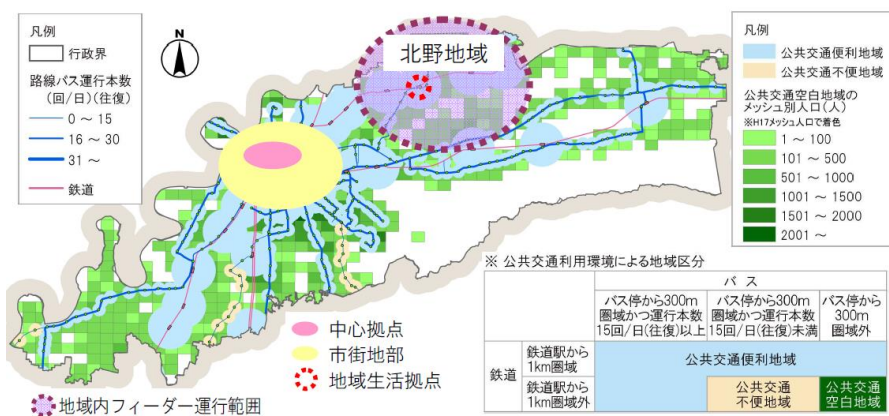 凡例
行政界
路線バス運行本数
(回/日)(往復)
0 ~ 15
16 ~ 30
31 ~
鉄道
N
北野地域
凡例
公共交通便利地域
公共交通不便地域
公共交通空白地域の
メッシュ別人口(人)
※H17メッシュ人口で着色
1 ~ 100
101 ~ 500
501 ~ 1000
1001 ~ 1500
1501 ~ 2000
2001 ~
中心拠点
市街地部
地域生活拠点
地域内フィーダー運行範囲
※ 公共交通利用環境による地域区分
バ ス
バス停から300m
圏域かつ運行本数
15回/日(往復)以上
バス停から300m
圏域かつ運行本数
15回/日(往復)未満
バス停から
300m
圏域外
鉄道
鉄道駅から
1km圏域
公共交通便利地域
鉄道駅から
1km圏域外
公共交通
不便地域
公共交通
空白地域